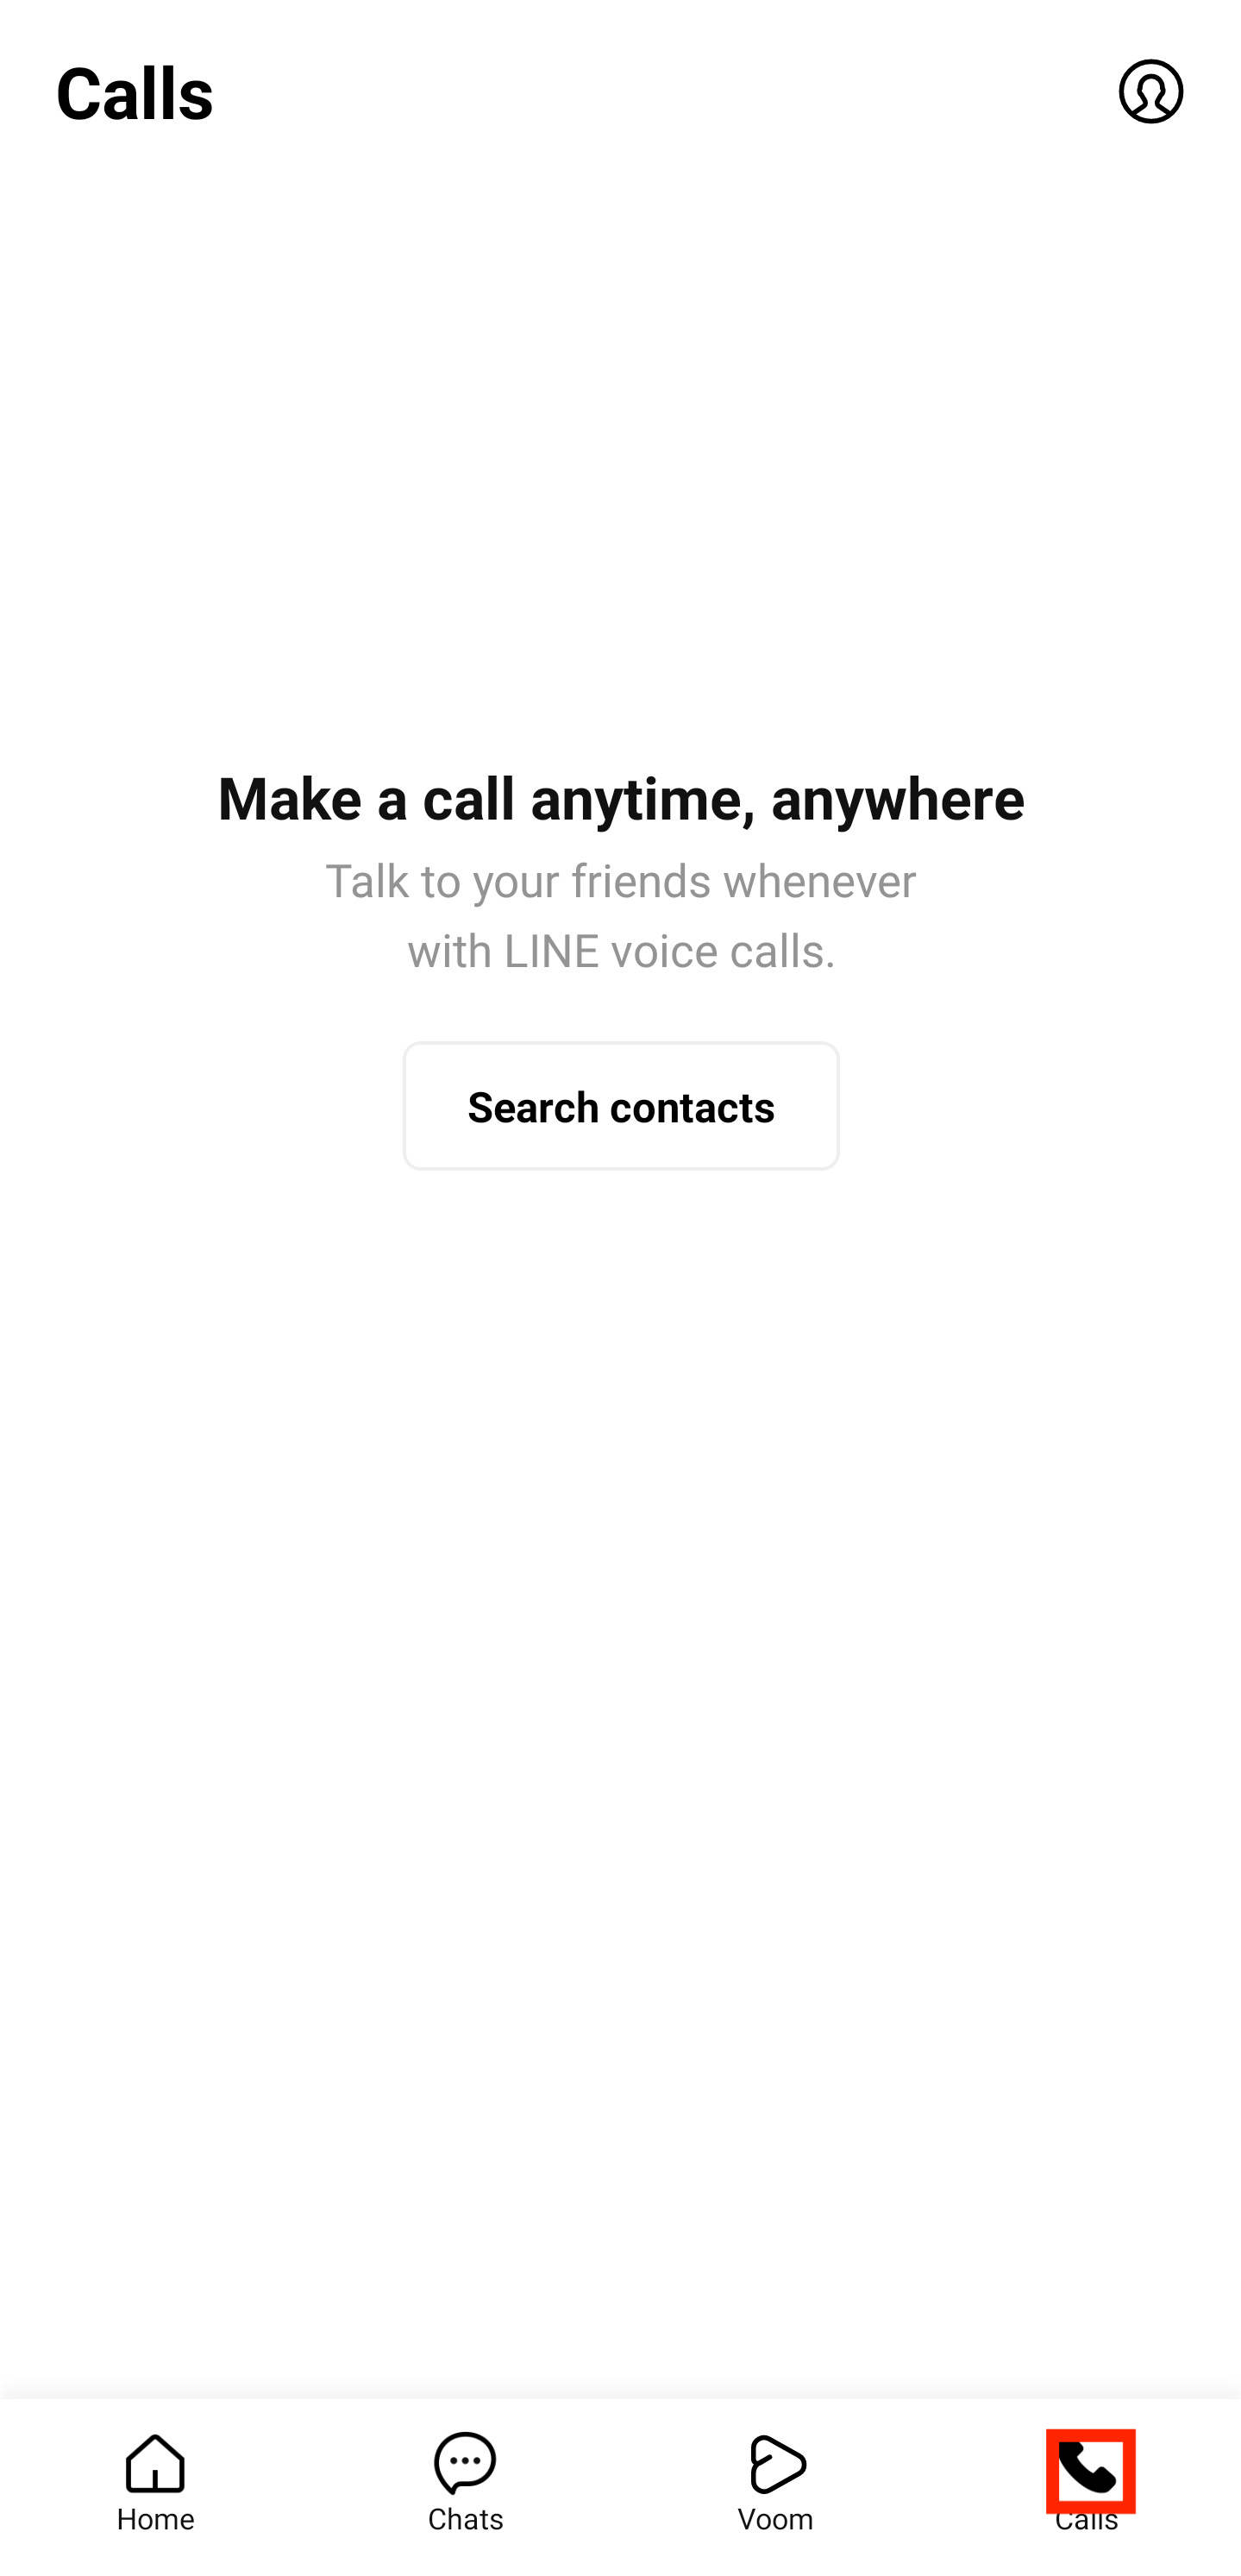 Calls
Make a call anytime, anywhere
Talk to your friends whenever
with LINE voice calls.
Search contacts
Home
Chats
Voom
Calls